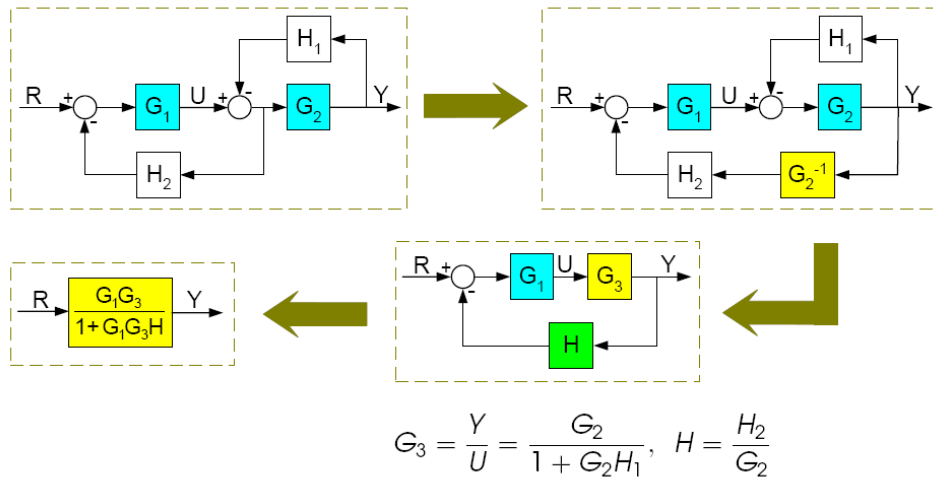 H₁
H₁
R + - G₁ U + - G₂ Y
R + - G₁ U + - G₂ Y
H₂
H₂ G₂⁻¹
R G₁G₃ / 1+G₁G₃H Y
R + - G₁ U G₃ Y
H
G₃ = Y/U = G₂/(1 + G₂H₁), H = H₂/G₂